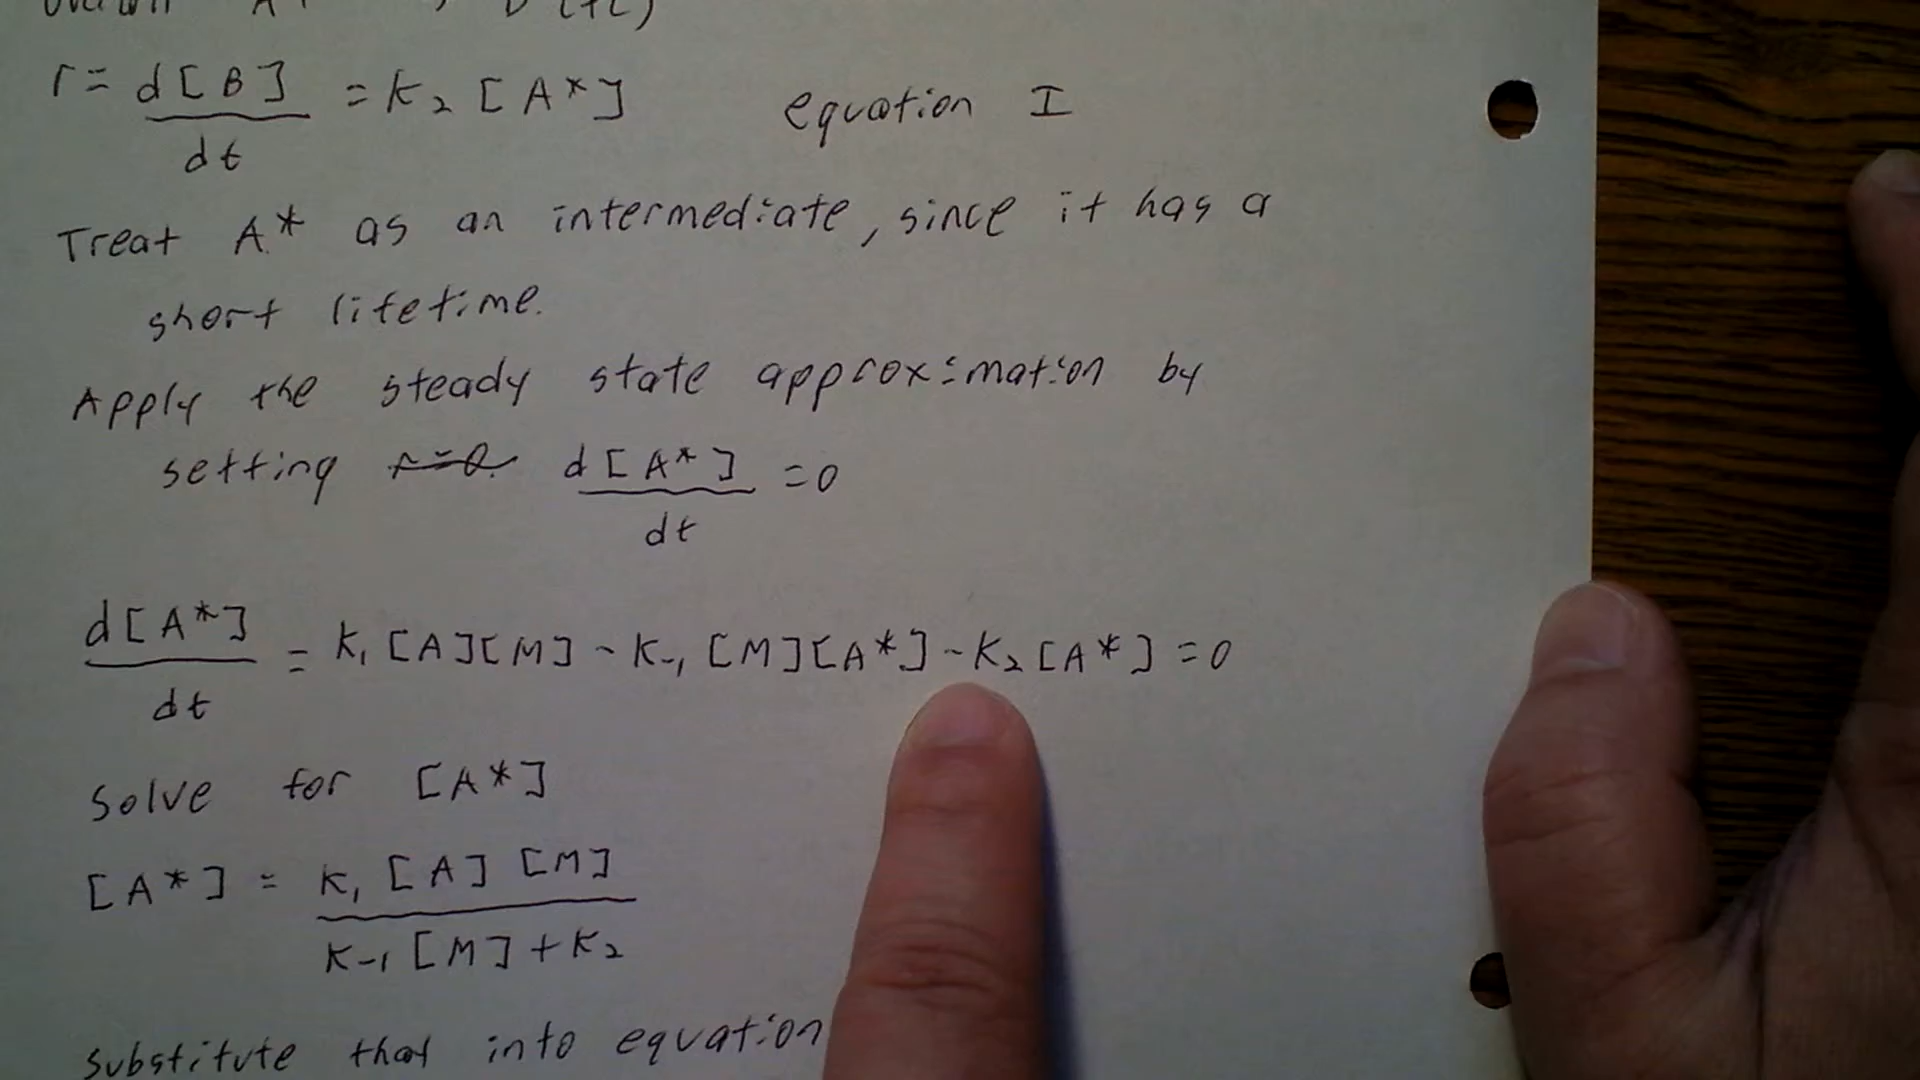 r = d[B]/dt = k₂ [A*] equation I
Treat A* as an intermediate, since it has a
short lifetime.
Apply the steady state approximation by
setting d[A*]/dt = 0
d[A*]/dt = k₁ [A][M] - k₋₁ [M][A*] - k₂ [A*] = 0
Solve for [A*]
[A*] = k₁ [A] [M] / k₋₁ [M] + k₂
substitute that into equation